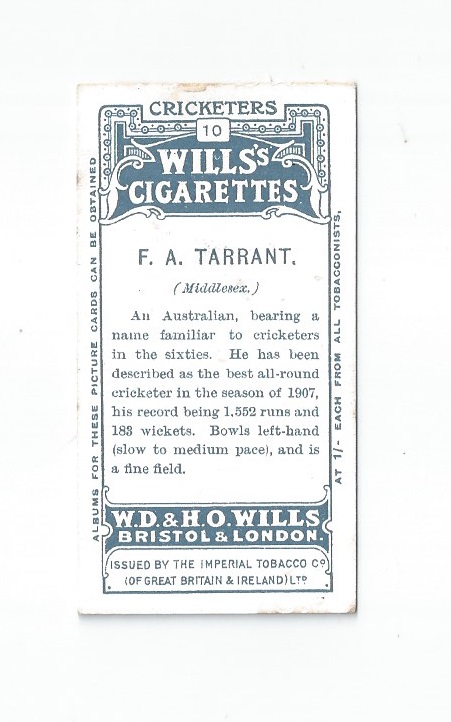 CRICKETERS
10
WILLS's
CIGARETTES
F. A. TARRANT.
(Middlesex.)
An Australian, bearing a
name familiar to cricketers
in the sixties. He has been
described as the best all-round
cricketer in the season of 1907,
his record being 1,552 runs and
183 wickets. Bowls left-hand
(slow to medium pace), and is
a fine field.
W.D. & H.O. WILLS
BRISTOL & LONDON.
ISSUED BY THE IMPERIAL TOBACCO Co
(OF GREAT BRITAIN & IRELAND) LTD
ALBUMS FOR THESE PICTURE CARDS CAN BE OBTAINED
AT 1/- EACH FROM ALL TOBACCONISTS.